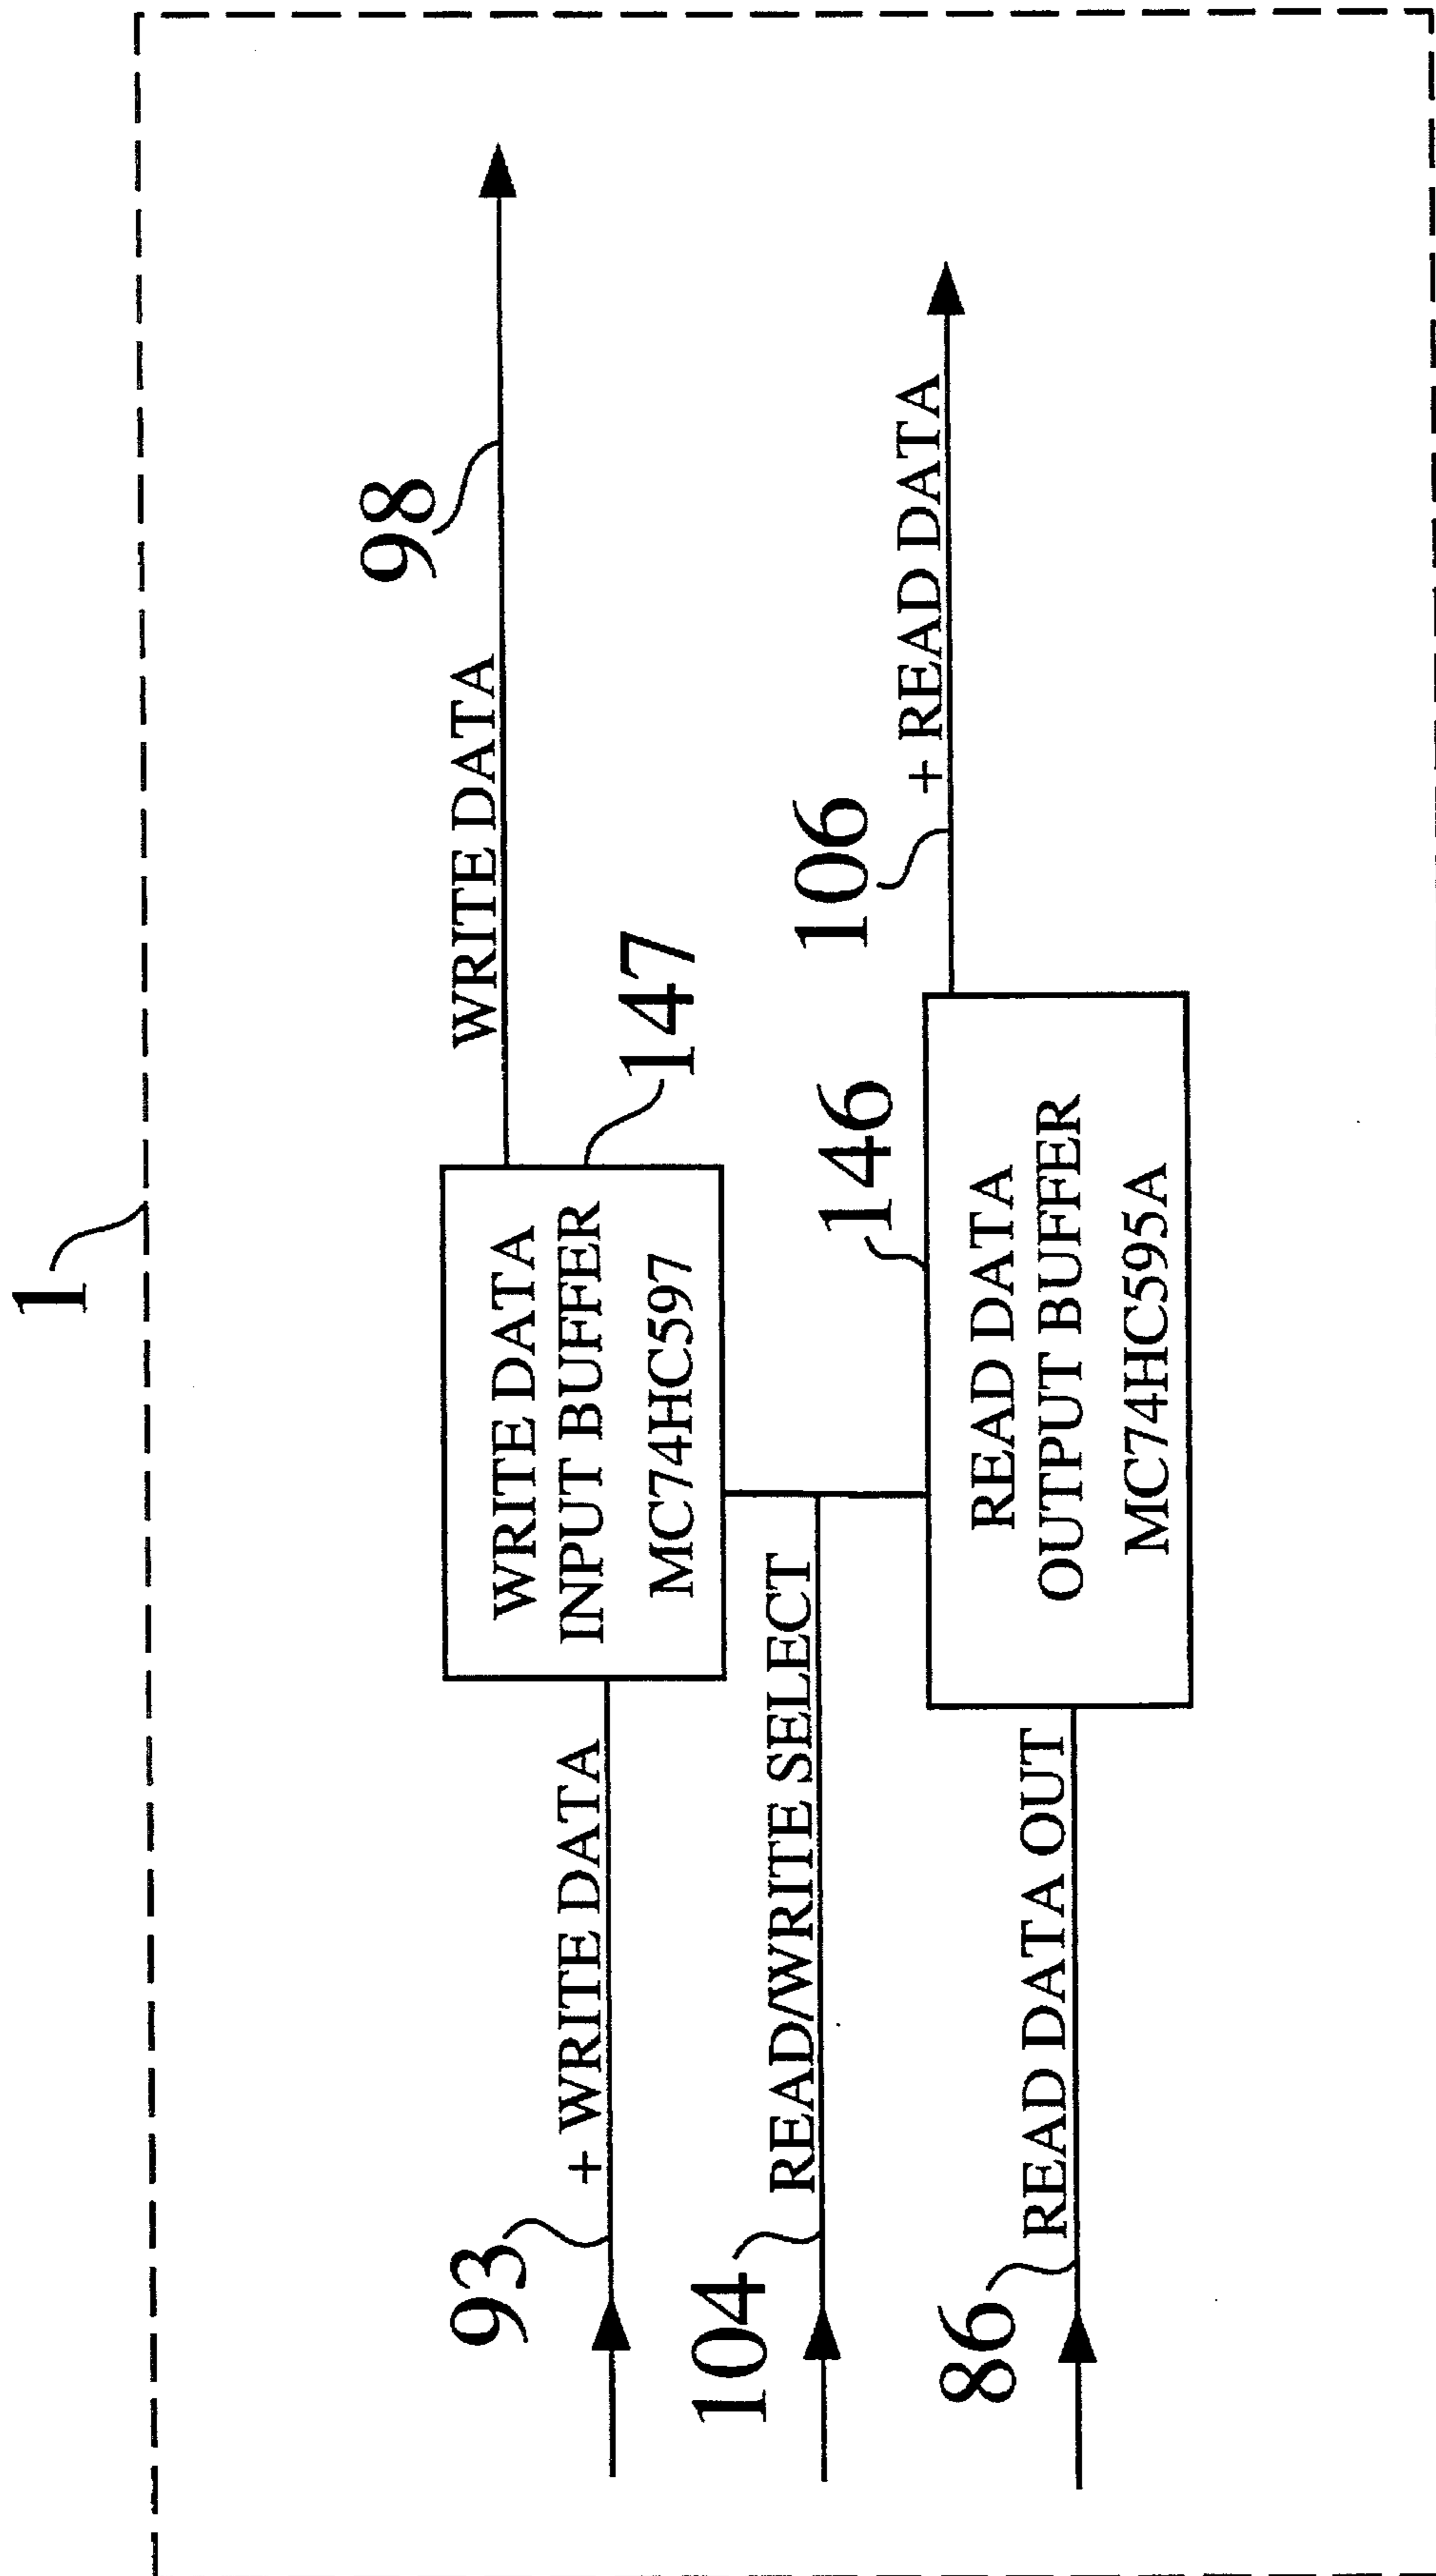 1
98
WRITE DATA
147
WRITE DATA
INPUT BUFFER
MC74HC597
+ WRITE DATA
93
106
+ READ DATA
146
READ DATA
OUTPUT BUFFER
MC74HC595A
READ/WRITE SELECT
104
READ DATA OUT
86